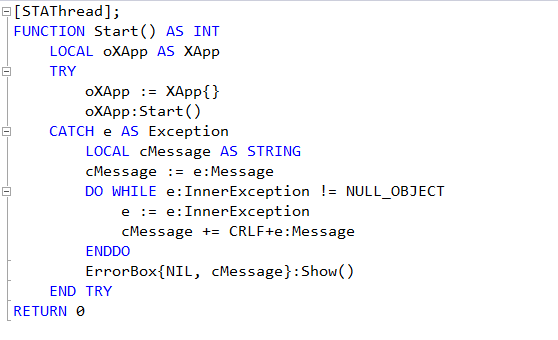 [STAThread];
FUNCTION Start() AS INT
    LOCAL oXApp AS XApp
    TRY
        oXApp := XApp{}
        oXApp:Start()
    CATCH e AS Exception
        LOCAL cMessage AS STRING
        cMessage := e:Message
        DO WHILE e:InnerException != NULL_OBJECT
            e := e:InnerException
            cMessage += CRLF+e:Message
        ENDDO
        ErrorBox{NIL, cMessage}:Show()
    END TRY
RETURN 0